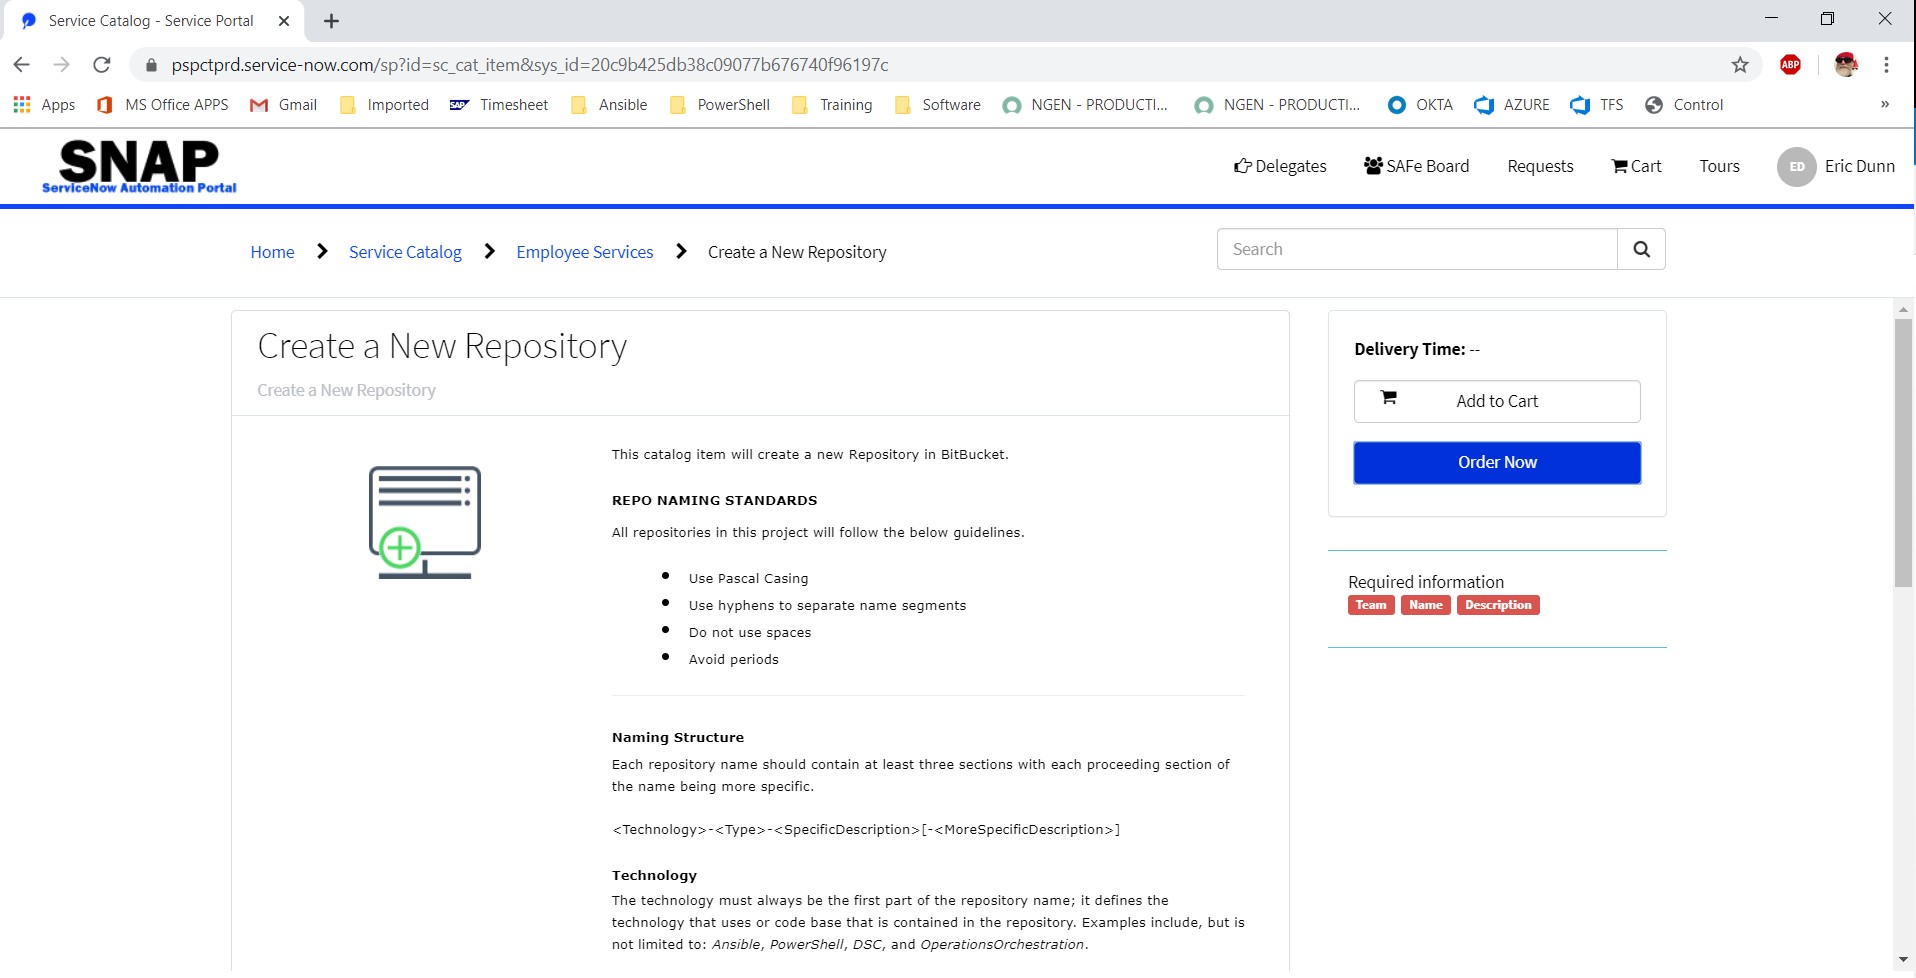 Service Catalog - Service Portal
pspctprd.service-now.com/sp?id=sc_cat_item&sys_id=20c9b425db38c09077b676740f96197c
ABP
Apps MS Office APPS Gmail Imported SAP Timesheet Ansible PowerShell Training Software NGEN - PRODUCTI... NGEN - PRODUCTI... OKTA AZURE TFS Control »
SNAP
ServiceNow Automation Portal
Delegates SAFe Board Requests Cart Tours ED Eric Dunn
Home Service Catalog Employee Services Create a New Repository
Search
Create a New Repository
Create a New Repository
This catalog item will create a new Repository in BitBucket.
REPO NAMING STANDARDS
All repositories in this project will follow the below guidelines.
• Use Pascal Casing
• Use hyphens to separate name segments
• Do not use spaces
• Avoid periods
Naming Structure
Each repository name should contain at least three sections with each proceeding section of
the name being more specific.
<Technology>-<Type>-<SpecificDescription>[-<MoreSpecificDescription>]
Technology
The technology must always be the first part of the repository name; it defines the
technology that uses or code base that is contained in the repository. Examples include, but is
not limited to: Ansible, PowerShell, DSC, and OperationsOrchestration.
Delivery Time: --
Add to Cart
Order Now
Required information
Team Name Description